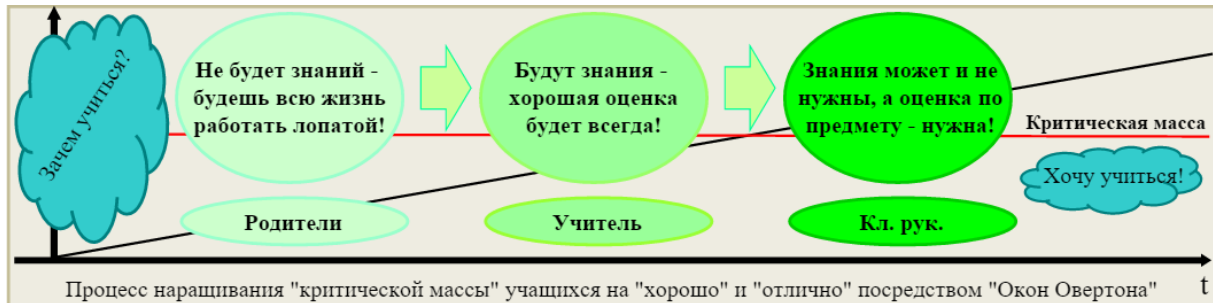 Зачем учиться?
Не будет знаний -
будешь всю жизнь
работать лопатой!
Будут знания -
хорошая оценка
будет всегда!
Знания может и не
нужны, а оценка по
предмету - нужна!
Критическая масса
Хочу учиться!
Родители
Учитель
Кл. рук.
Процесс наращивания "критической массы" учащихся на "хорошо" и "отлично" посредством "Окон Овертона"
t